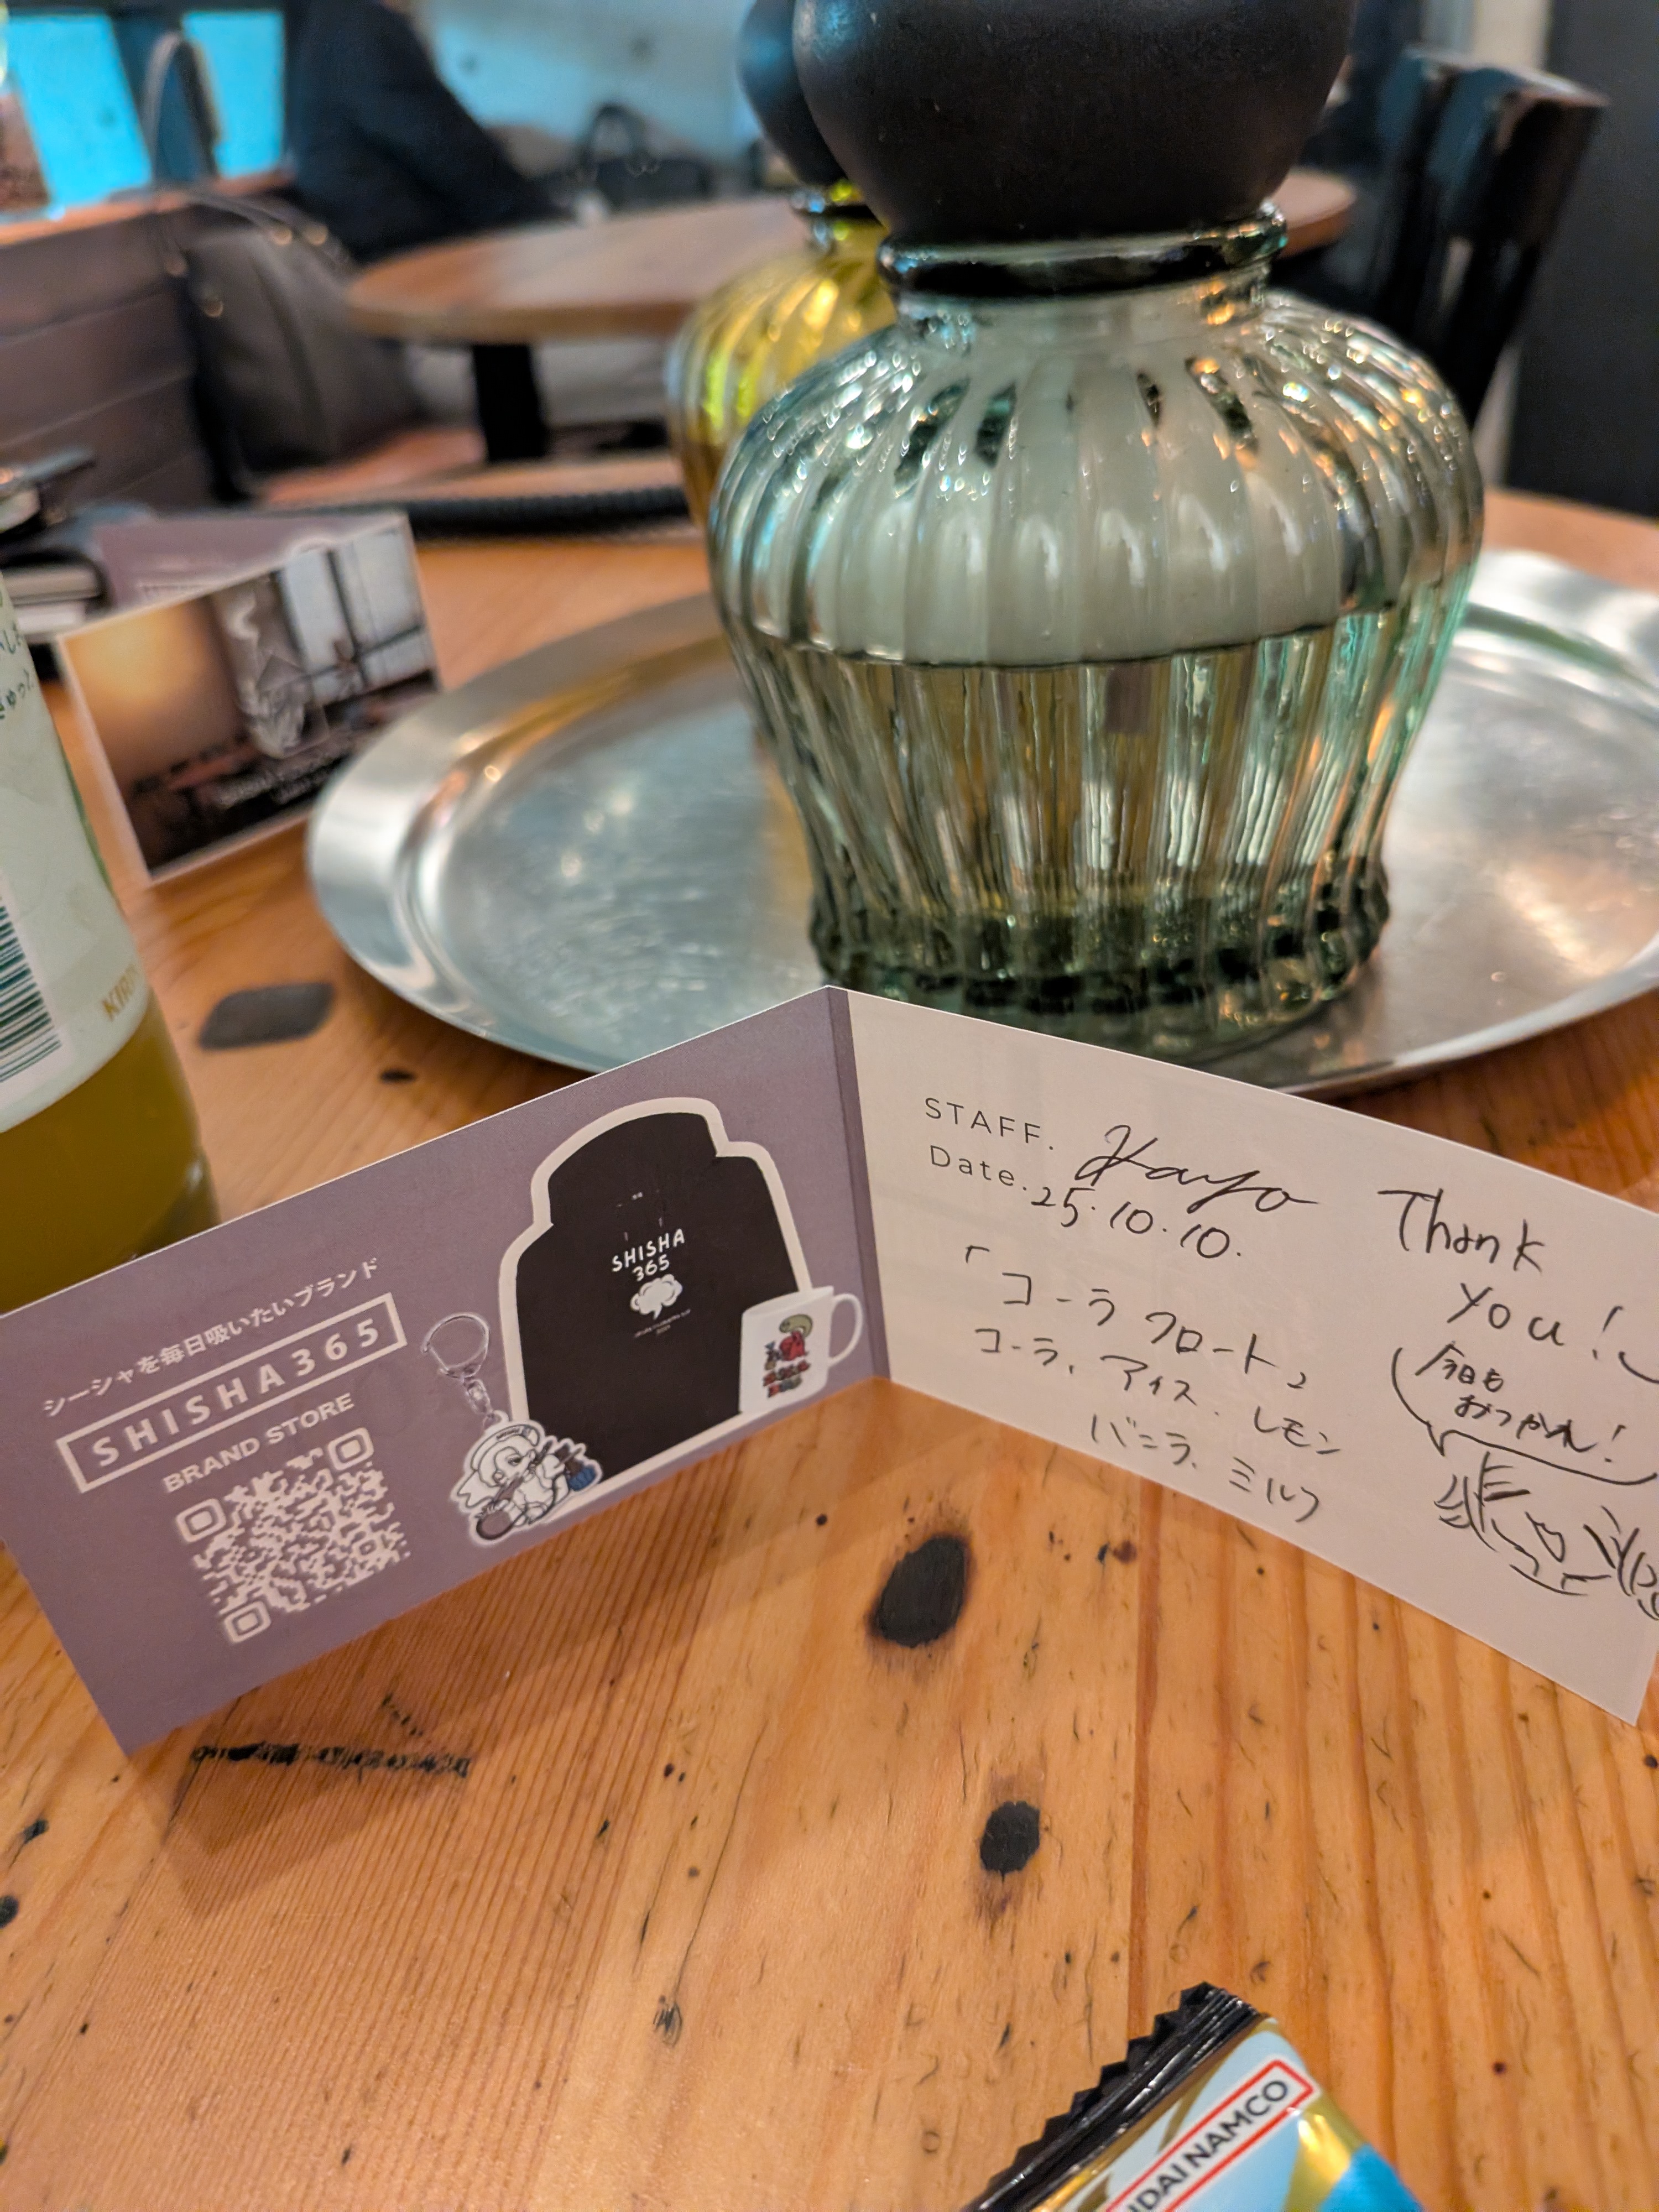 KIRI
シーシャを毎日吸いたいブランド
SHISHA365
BRAND STORE
SHISHA
365
STAFF. Kayo
Date. 25.10.10.
「コーラフロート」
コーラ、アイス、レモン
バニラ、ミルク
Thank
You!
今日も
おつかれ!
DAI NAMCO